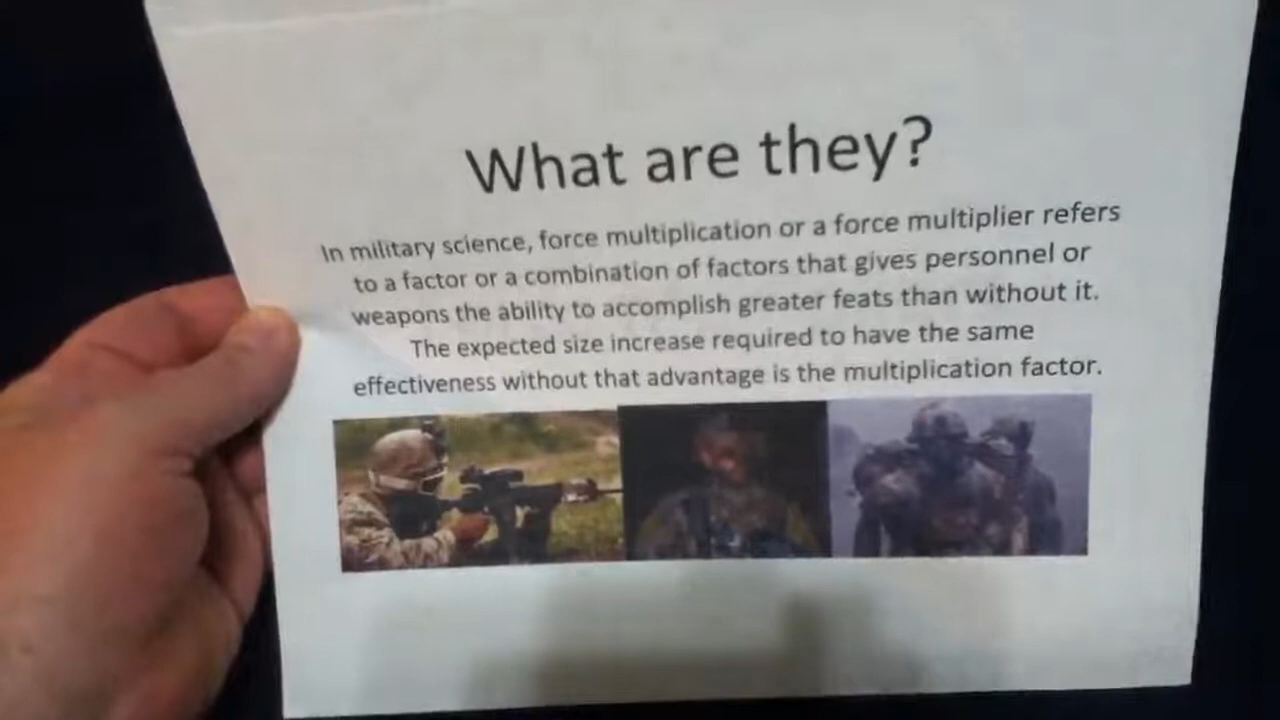 What are they?
In military science, force multiplication or a force multiplier refers
to a factor or a combination of factors that gives personnel or
weapons the ability to accomplish greater feats than without it.
The expected size increase required to have the same
effectiveness without that advantage is the multiplication factor.